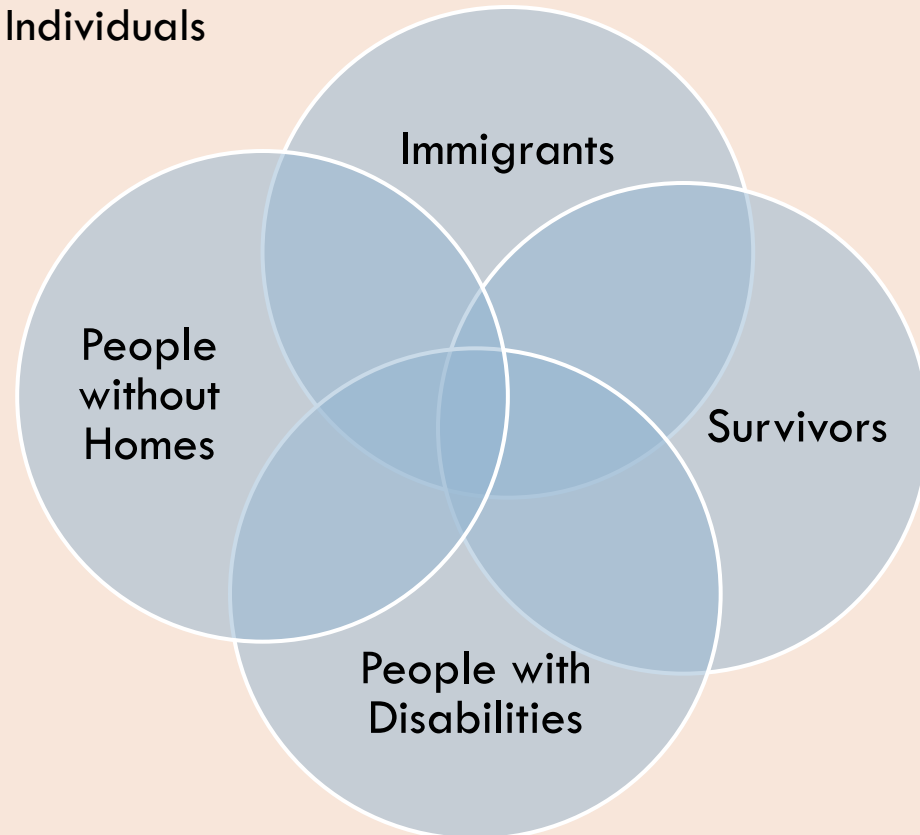 Individuals
Immigrants
People
without
Homes
Survivors
People with
Disabilities